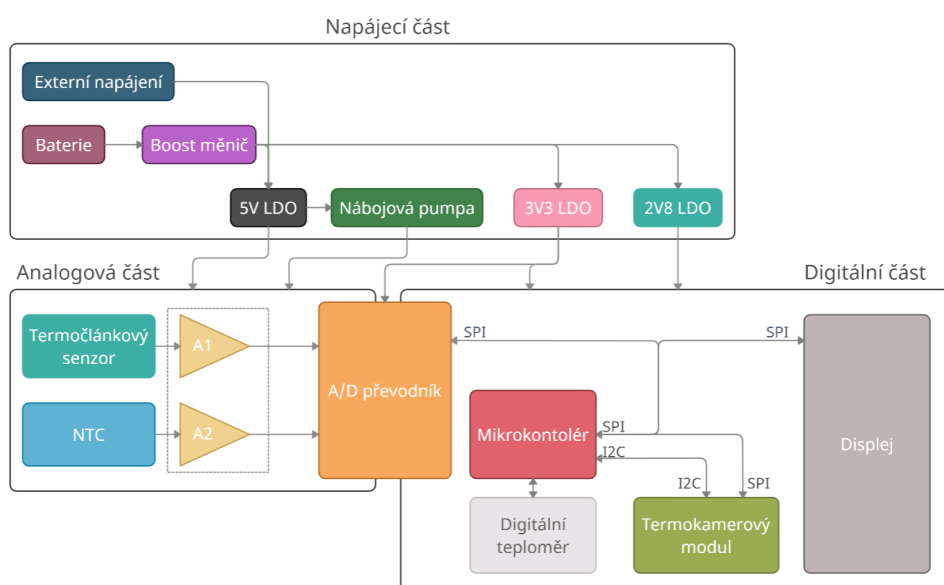 Napájecí část
Externí napájení
Baterie
Boost měnič
5V LDO
Nábojová pumpa
3V3 LDO
2V8 LDO
Analogová část
Digitální část
Termočlánkový
senzor
A1
A/D převodník
SPI
SPI
NTC
A2
Mikrokontolér
SPI
I2C
Displej
I2C
SPI
Digitální
teploměr
Termokamerový
modul